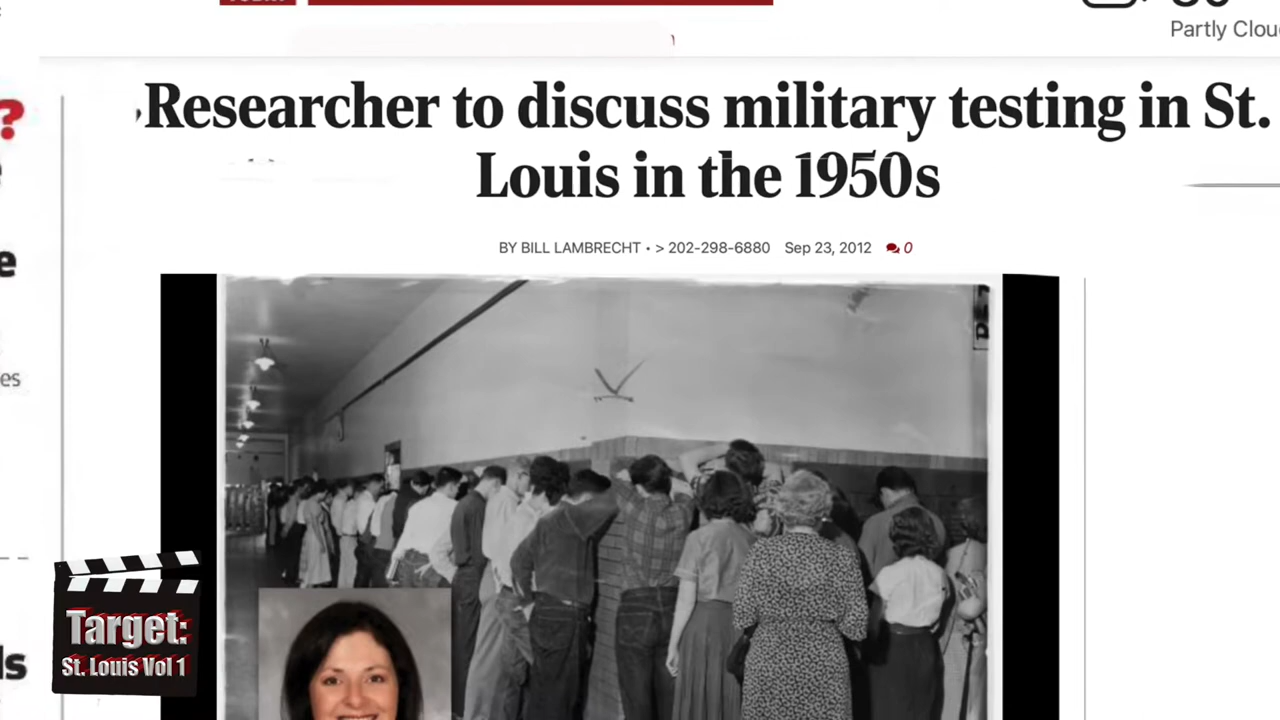 Partly Clou
?
Researcher to discuss military testing in St.
Louis in the 1950s
e
BY BILL LAMBRECHT • > 202-298-6880 Sep 23, 2012 0
es
Target:
St. Louis Vol 1
ls